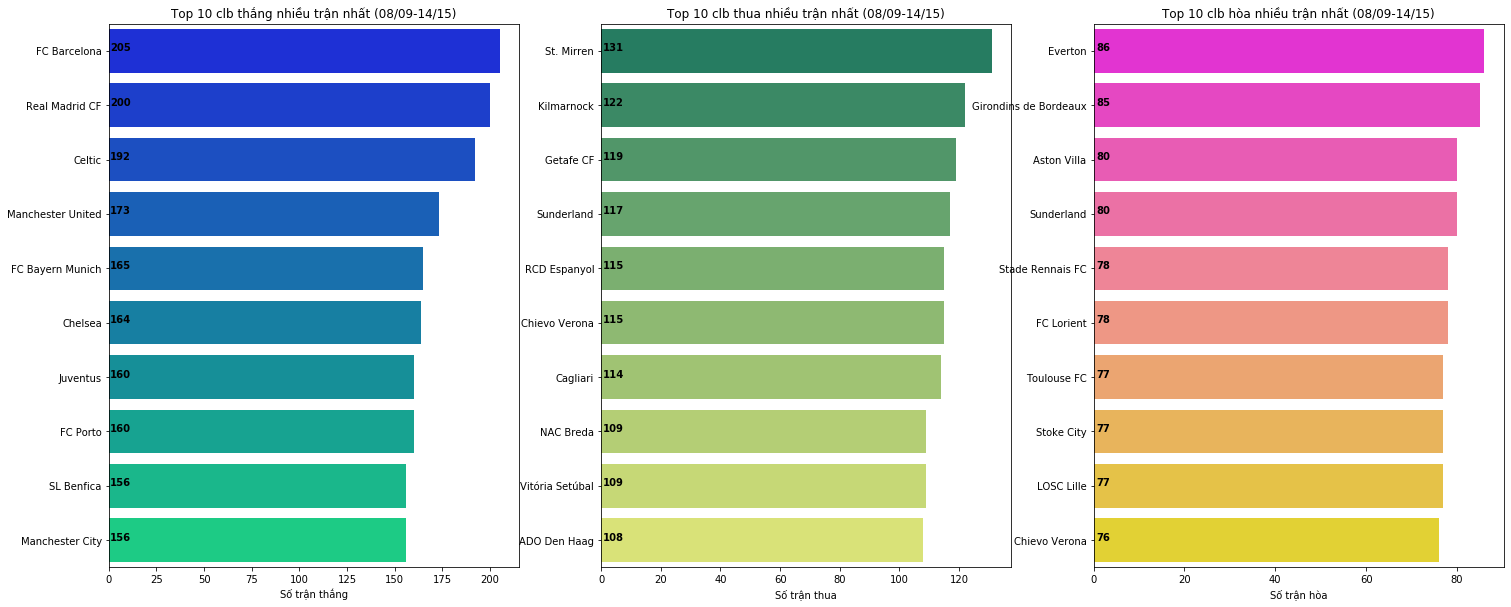 Top 10 clb thắng nhiều trận nhất (08/09-14/15)
FC Barcelona 205
Real Madrid CF 200
Celtic 192
Manchester United 173
FC Bayern Munich 165
Chelsea 164
Juventus 160
FC Porto 160
SL Benfica 156
Manchester City 156
0 25 50 75 100 125 150 175 200
Số trận thắng
Top 10 clb thua nhiều trận nhất (08/09-14/15)
St. Mirren 131
Kilmarnock 122
Getafe CF 119
Sunderland 117
RCD Espanyol 115
Chievo Verona 115
Cagliari 114
NAC Breda 109
Vitória Setúbal 109
ADO Den Haag 108
0 20 40 60 80 100 120
Số trận thua
Top 10 clb hòa nhiều trận nhất (08/09-14/15)
Everton 86
Girondins de Bordeaux 85
Aston Villa 80
Sunderland 80
Stade Rennais FC 78
FC Lorient 78
Toulouse FC 77
Stoke City 77
LOSC Lille 77
Chievo Verona 76
0 20 40 60 80
Số trận hòa